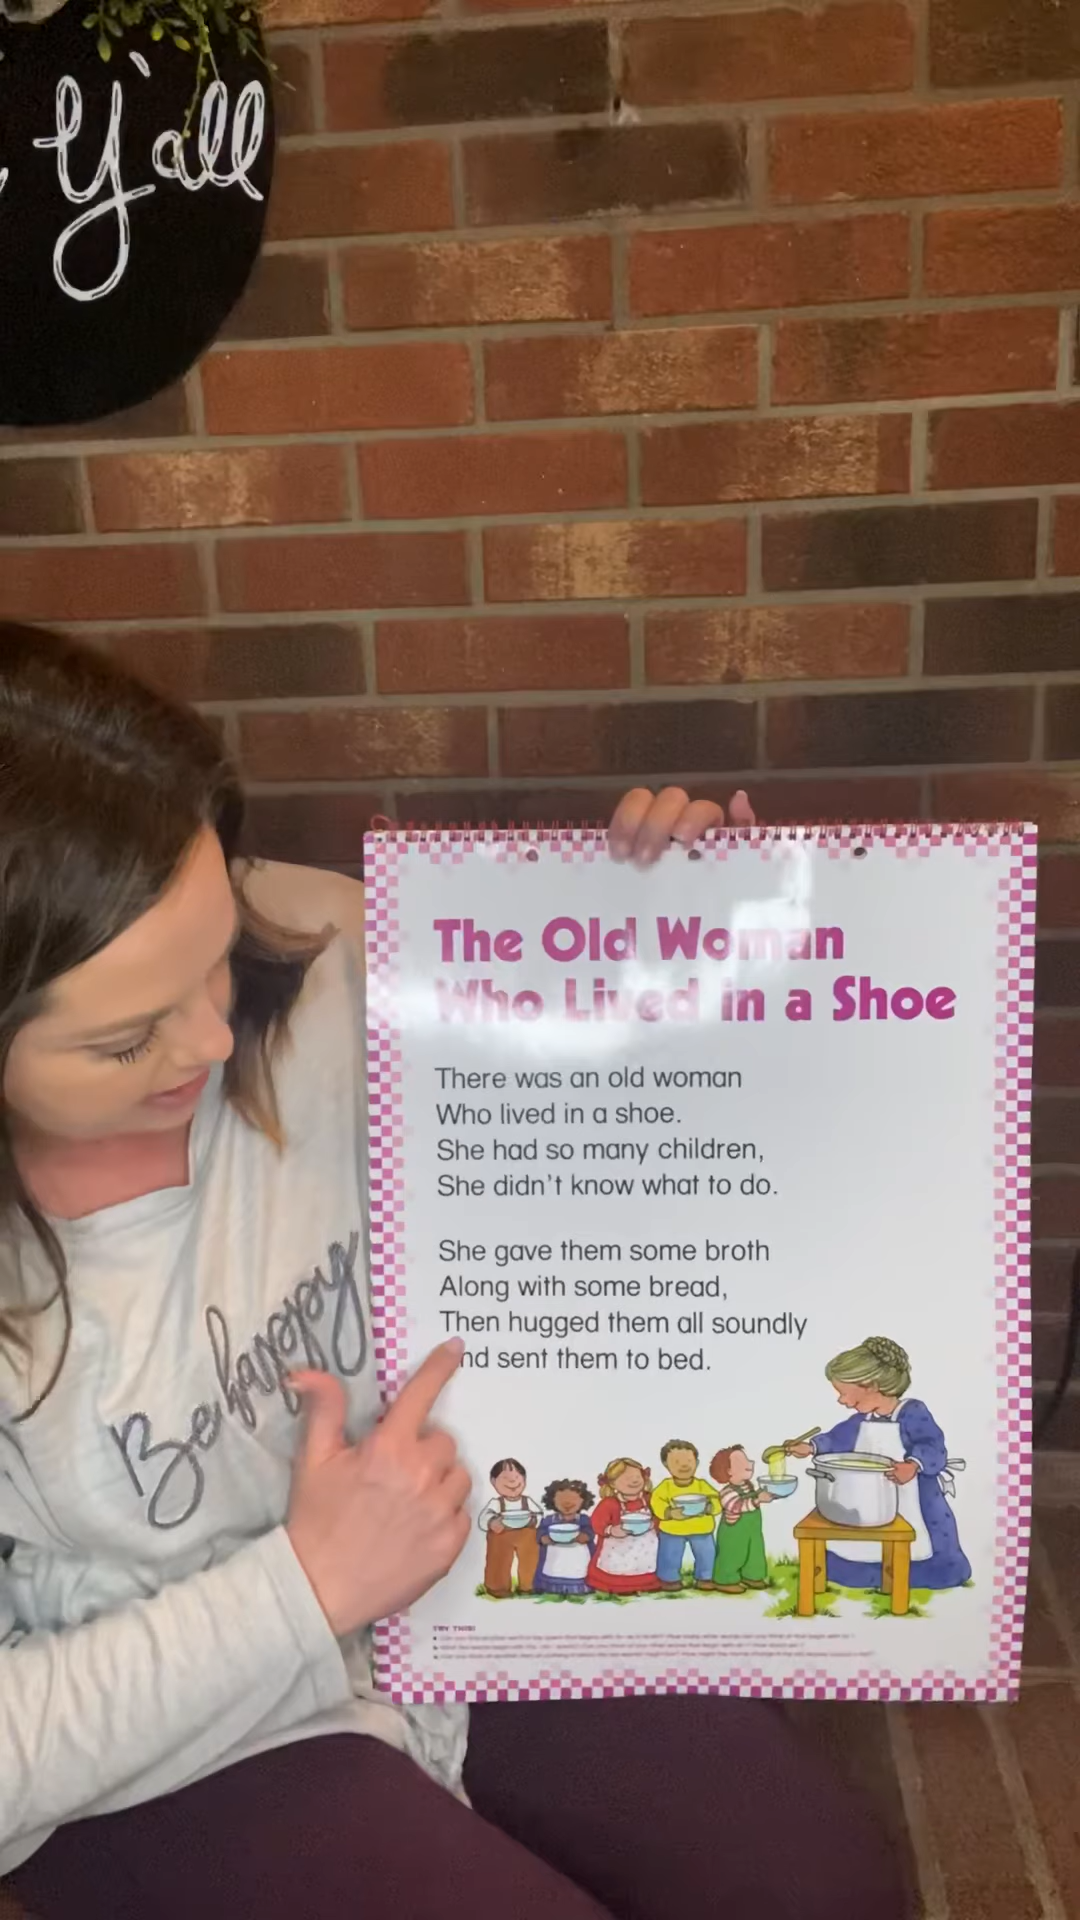 y'all
The Old Woman
Who Lived in a Shoe
There was an old woman
Who lived in a shoe.
She had so many children,
She didn't know what to do.
She gave them some broth
Along with some bread,
Then hugged them all soundly
nd sent them to bed.
Be happy
TRY THIS!